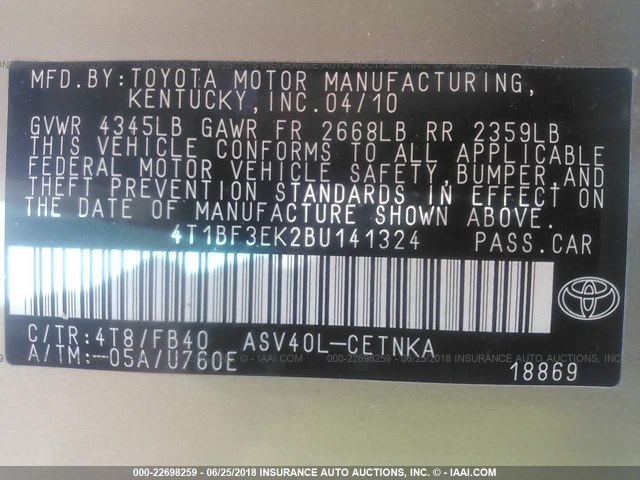 MFD.BY:TOYOTA MOTOR MANUFACTURING,
KENTUCKY,INC.04/10
GVWR 4345LB GAWR FR 2668LB RR 2359LB
THIS VEHICLE CONFORMS TO ALL APPLICABLE
FEDERAL MOTOR VEHICLE SAFETY,BUMPER,AND
THEFT PREVENTION STANDARDS IN EFFECT ON
THE DATE OF MANUFACTURE SHOWN ABOVE.
4T1BF3EK2BU141324 PASS.CAR
C/TR:4T8/FB40 ASV40L-CETNKA
A/TM:-05A/U760E
18869
000-22698259 - 06/25/2018 INSURANCE AUTO AUCTIONS, INC. - IAAI.COM